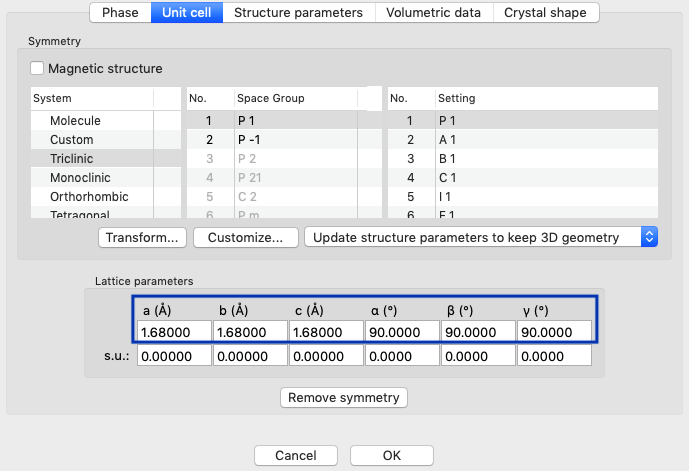 Phase Unit cell Structure parameters Volumetric data Crystal shape
Symmetry
Magnetic structure
System No. Space Group No. Setting
Molecule 1 P 1 1 P 1
Custom 2 P -1 2 A 1
Triclinic 3 P 2 3 B 1
Monoclinic 4 P 21 4 C 1
Orthorhombic 5 C 2 5 I 1
Tetragonal 6 P m 6 F 1
Transform... Customize... Update structure parameters to keep 3D geometry
Lattice parameters
a (Å) b (Å) c (Å) α (°) β (°) γ (°)
1.68000 1.68000 1.68000 90.0000 90.0000 90.0000
s.u.: 0.00000 0.00000 0.00000 0.0000 0.0000 0.0000
Remove symmetry
Cancel OK